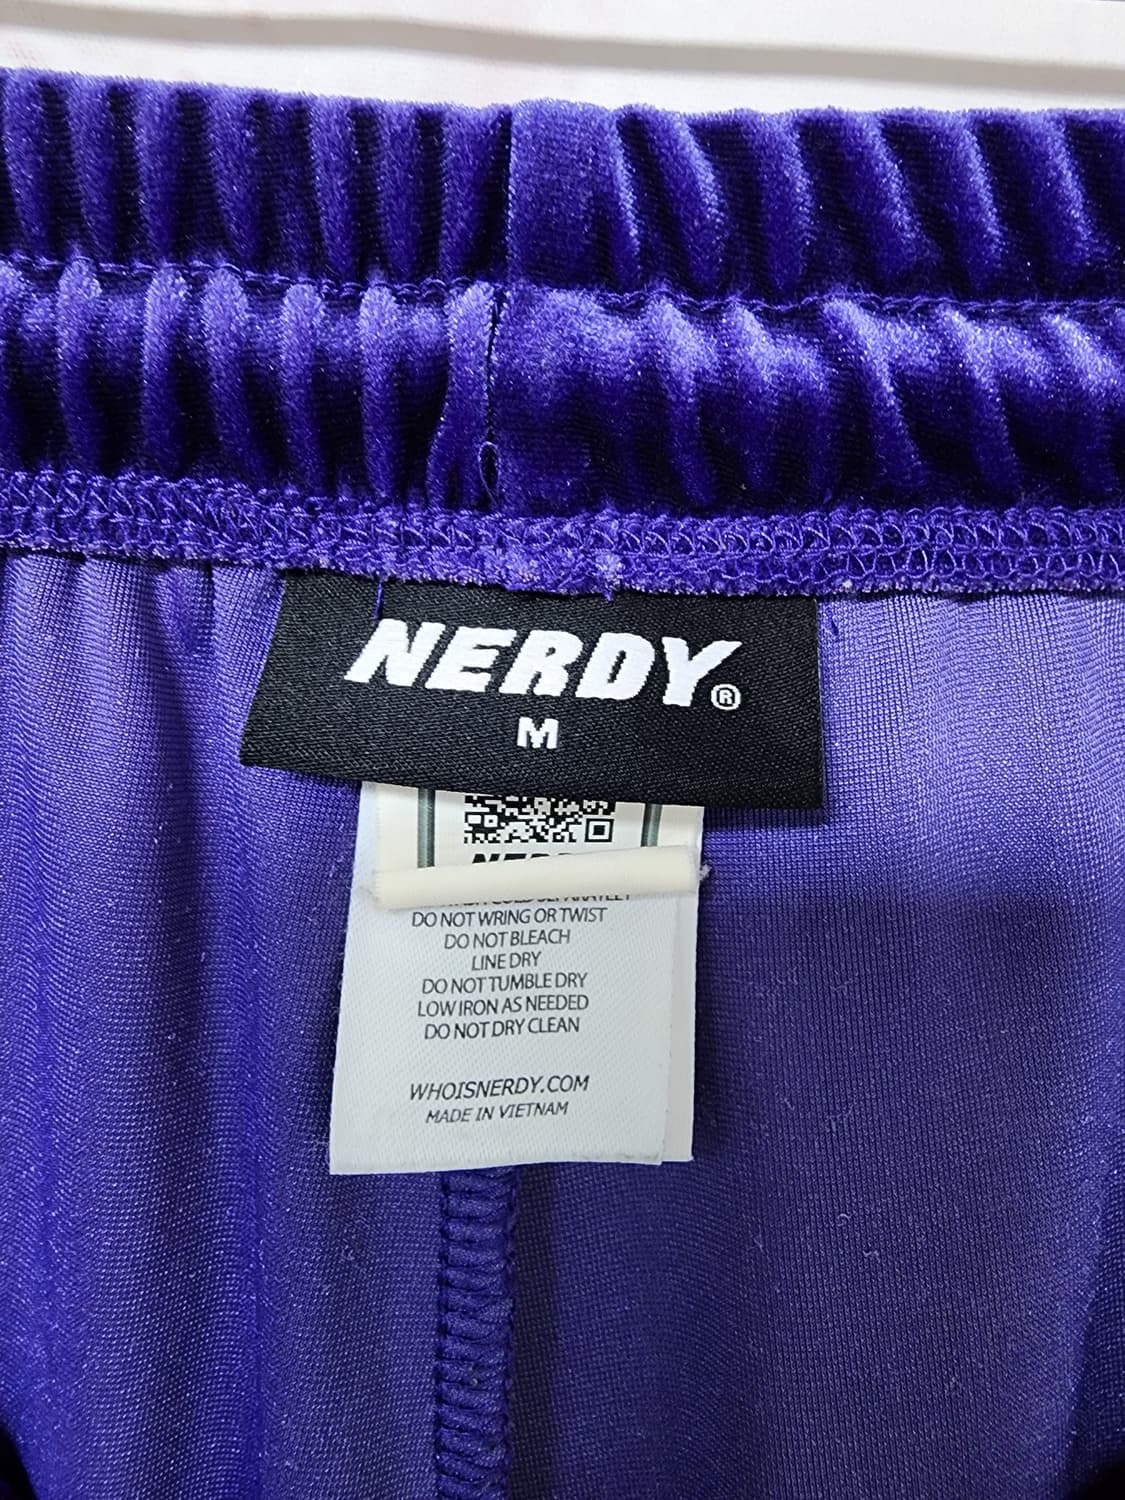 NERDY®
M
DO NOT WRING OR TWIST
DO NOT BLEACH
LINE DRY
DO NOT TUMBLE DRY
LOW IRON AS NEEDED
DO NOT DRY CLEAN
WHOISNERDY.COM
MADE IN VIETNAM